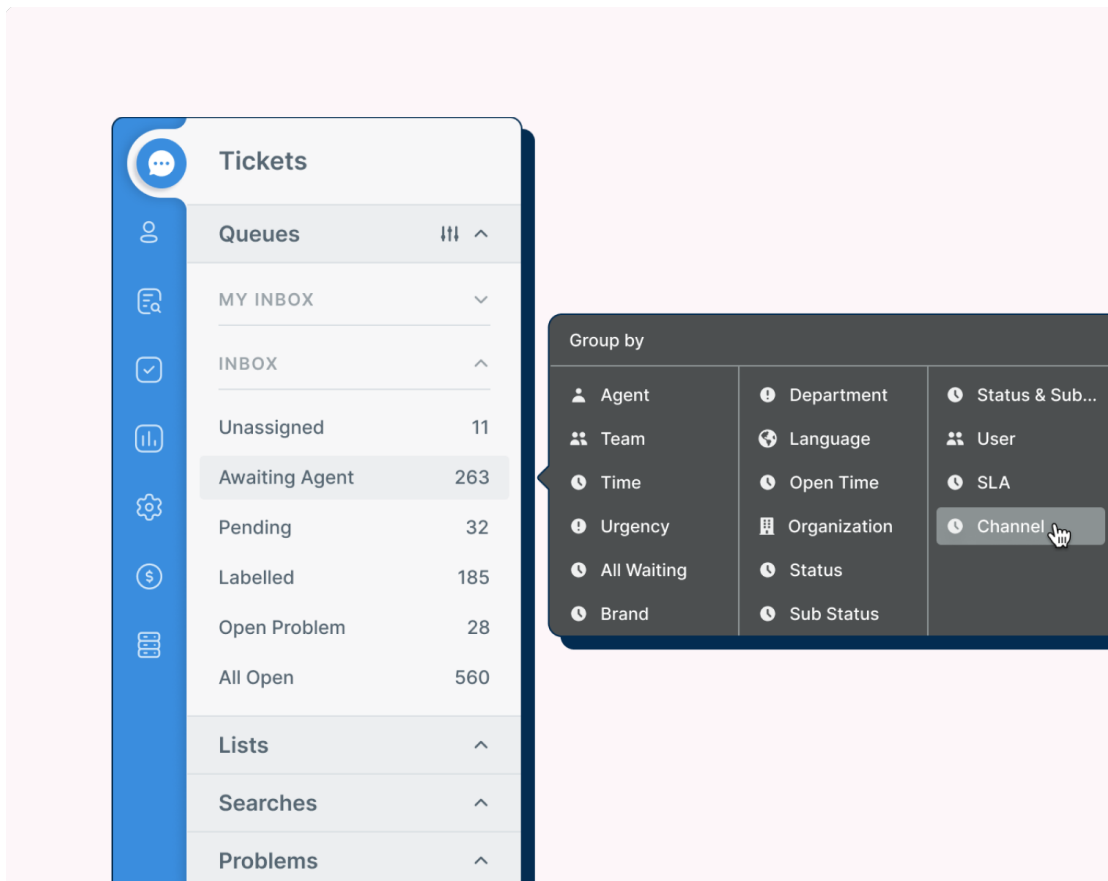 Tickets
Queues
MY INBOX
INBOX
Unassigned 11
Awaiting Agent 263
Pending 32
Labelled 185
Open Problem 28
All Open 560
Lists
Searches
Problems
Group by
Agent
Team
Time
Urgency
All Waiting
Brand
Department
Language
Open Time
Organization
Status
Sub Status
Status & Sub...
User
SLA
Channel